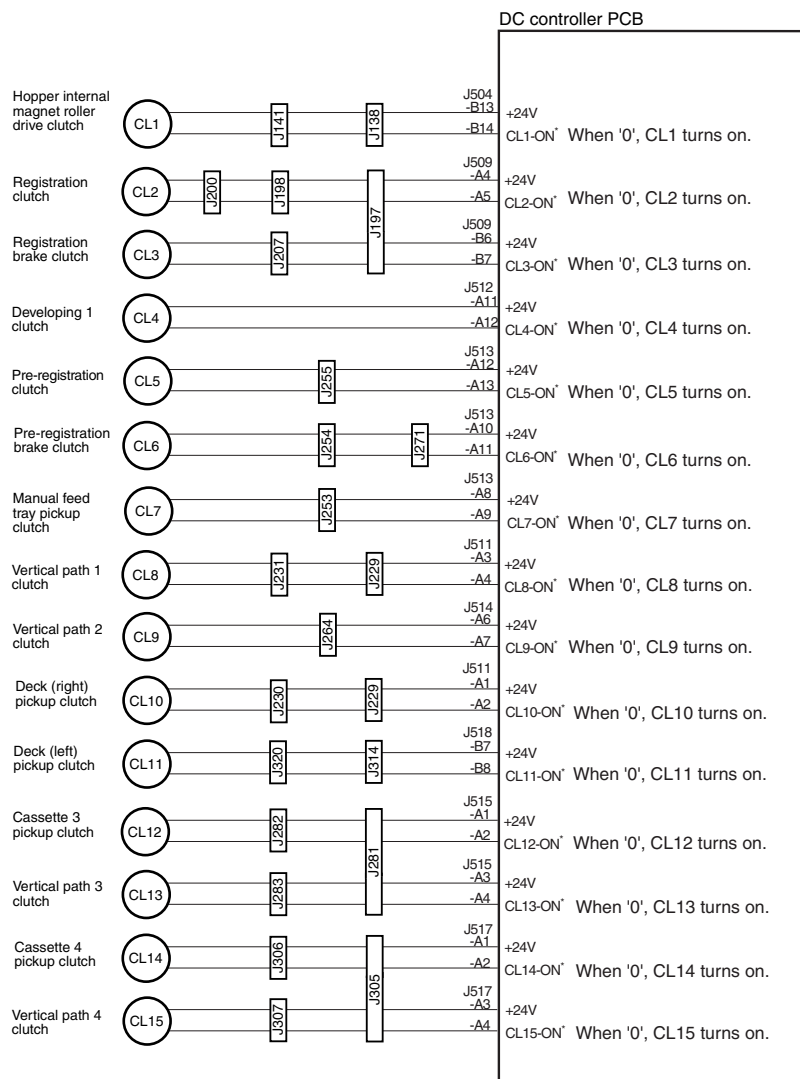 DC controller PCB
Hopper internal
magnet roller
drive clutch
CL1
J141
J138
J504
-B13
+24V
-B14
CL1-ON* When '0', CL1 turns on.
Registration
clutch
CL2
J200
J198
J197
J509
-A4
+24V
-A5
CL2-ON* When '0', CL2 turns on.
Registration
brake clutch
CL3
J207
J509
-B6
+24V
-B7
CL3-ON* When '0', CL3 turns on.
Developing 1
clutch
CL4
J512
-A11
+24V
-A12
CL4-ON* When '0', CL4 turns on.
Pre-registration
clutch
CL5
J255
J513
-A12
+24V
-A13
CL5-ON* When '0', CL5 turns on.
Pre-registration
brake clutch
CL6
J254
J271
J513
-A10
+24V
-A11
CL6-ON* When '0', CL6 turns on.
Manual feed
tray pickup
clutch
CL7
J253
J513
-A8
+24V
-A9
CL7-ON* When '0', CL7 turns on.
Vertical path 1
clutch
CL8
J231
J229
J511
-A3
+24V
-A4
CL8-ON* When '0', CL8 turns on.
Vertical path 2
clutch
CL9
J264
J514
-A6
+24V
-A7
CL9-ON* When '0', CL9 turns on.
Deck (right)
pickup clutch
CL10
J230
J229
J511
-A1
+24V
-A2
CL10-ON* When '0', CL10 turns on.
Deck (left)
pickup clutch
CL11
J320
J314
J518
-B7
+24V
-B8
CL11-ON* When '0', CL11 turns on.
Cassette 3
pickup clutch
CL12
J282
J281
J515
-A1
+24V
-A2
CL12-ON* When '0', CL12 turns on.
Vertical path 3
clutch
CL13
J283
J515
-A3
+24V
-A4
CL13-ON* When '0', CL13 turns on.
Cassette 4
pickup clutch
CL14
J306
J305
J517
-A1
+24V
-A2
CL14-ON* When '0', CL14 turns on.
Vertical path 4
clutch
CL15
J307
J517
-A3
+24V
-A4
CL15-ON* When '0', CL15 turns on.